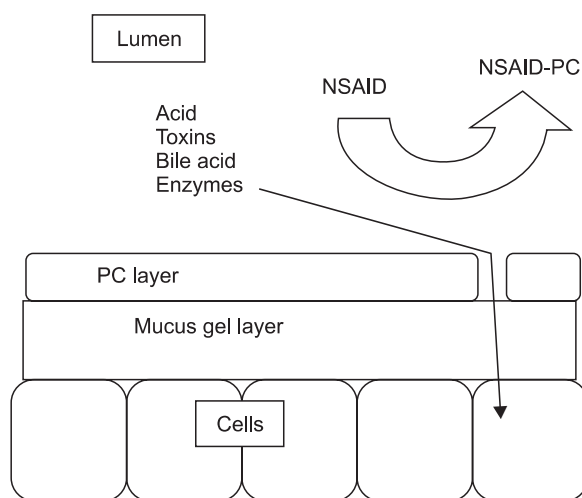 Lumen
NSAID-PC
NSAID
Acid
Toxins
Bile acid
Enzymes
PC layer
Mucus gel layer
Cells